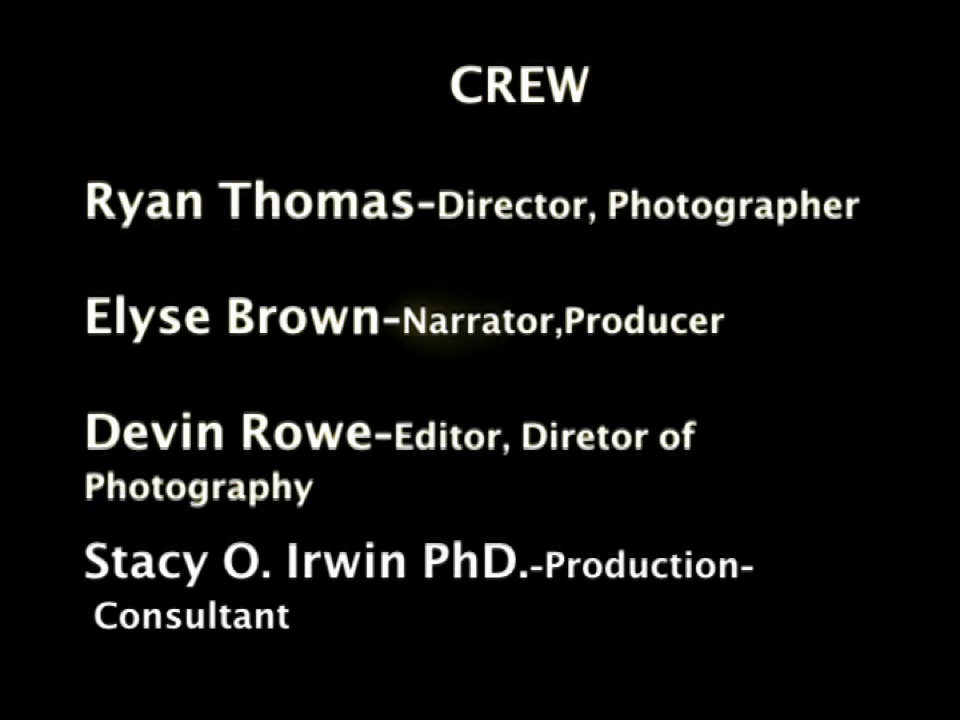 CREW
Ryan Thomas-Director, Photographer
Elyse Brown-Narrator,Producer
Devin Rowe-Editor, Diretor of
Photography
Stacy O. Irwin PhD.-Production-
Consultant